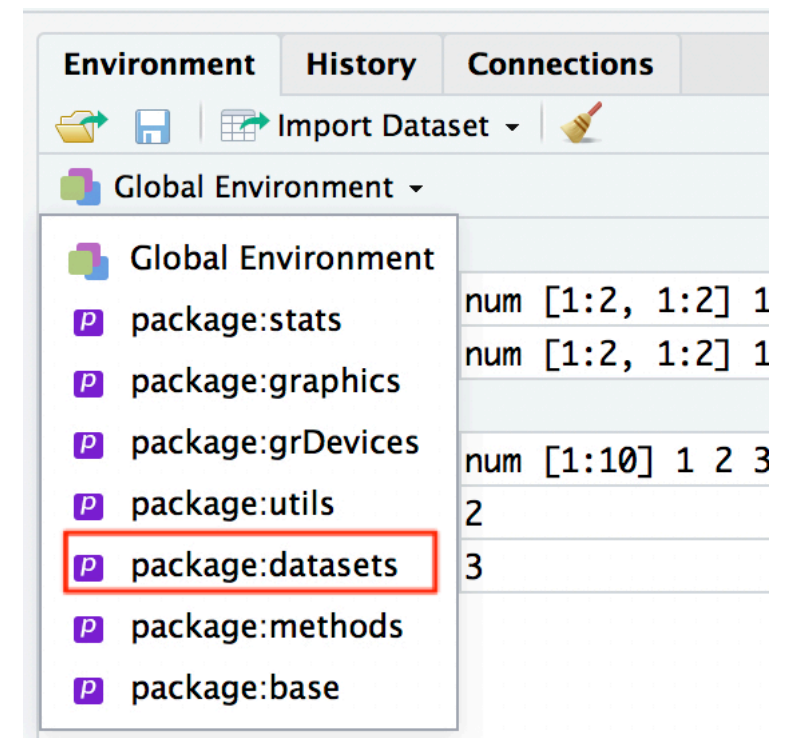 Environment History Connections
Import Dataset
Global Environment
Global Environment
package:stats
num [1:2, 1:2] 1
package:graphics
num [1:2, 1:2] 1
package:grDevices
num [1:10] 1 2 3
package:utils
2
package:datasets
3
package:methods
package:base